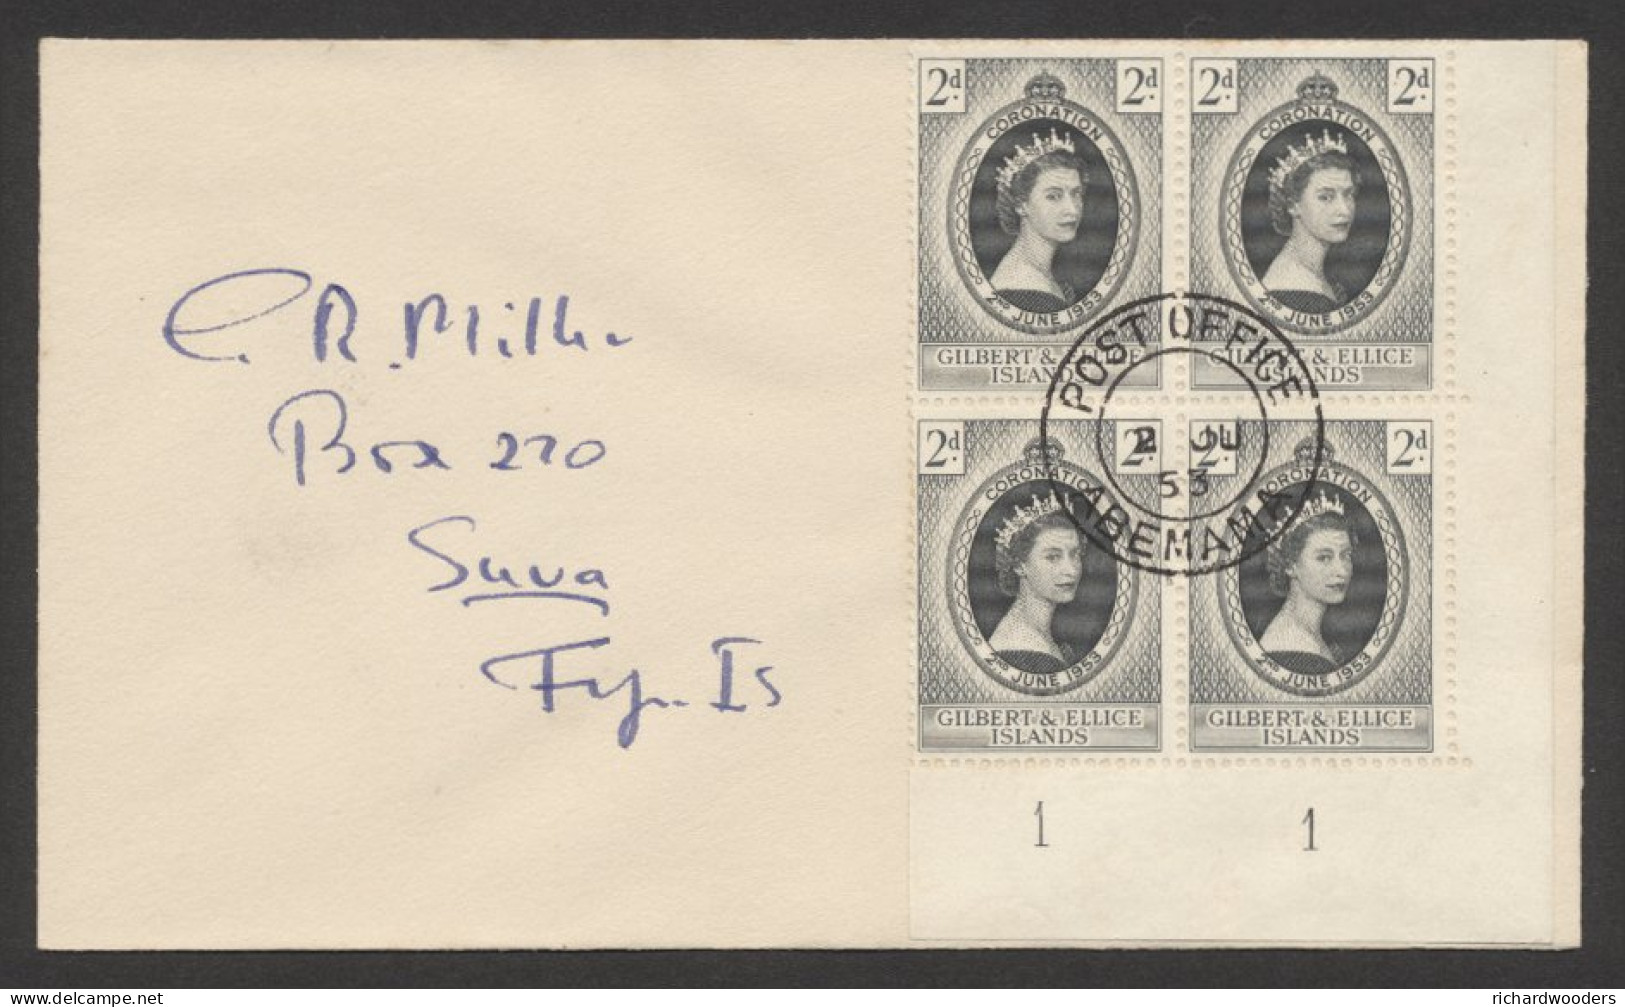 C. R. Miller
Box 270
Suva
Fiji Is
2d. 2d.
CORONATION
2ND JUNE 1953
GILBERT & ELLICE
ISLANDS
2d. 2d.
CORONATION
2ND JUNE 1953
GILBERT & ELLICE
ISLANDS
POST OFFICE
2 JU
53
ABEMAMA
2d. 2d.
CORONATION
2ND JUNE 1953
GILBERT & ELLICE
ISLANDS
2d. 2d.
CORONATION
2ND JUNE 1953
GILBERT & ELLICE
ISLANDS
1 1
www.delcampe.net
richardwooders